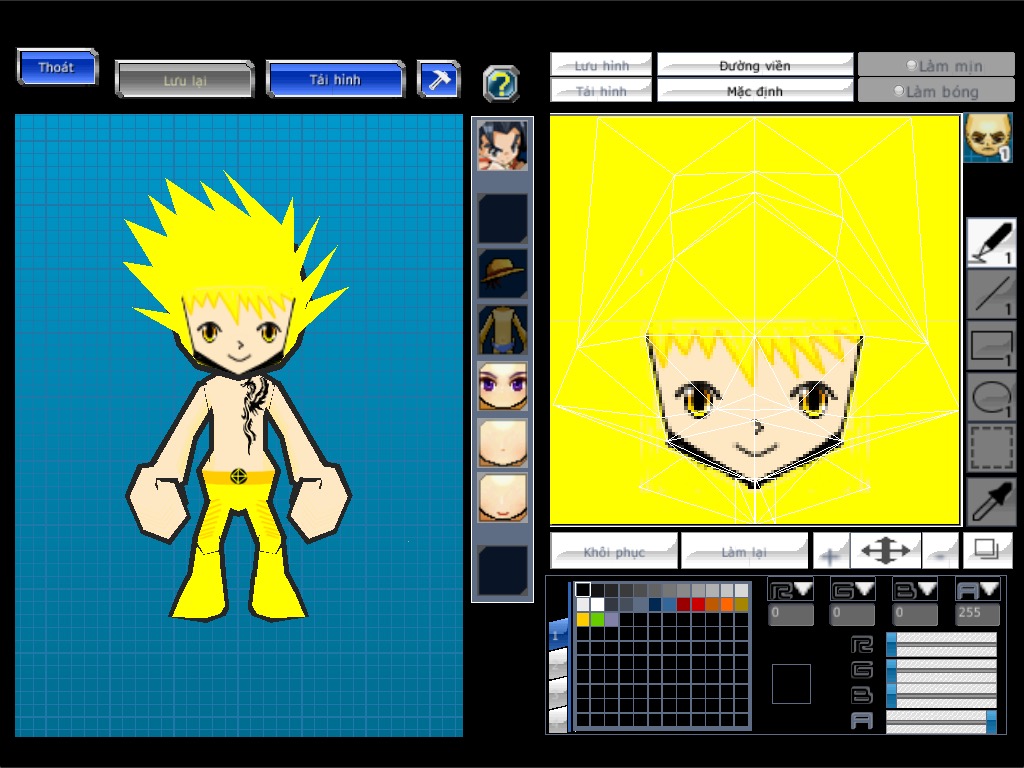 Thoát
Lưu lại
Tải hình
?
Lưu hình
Đường viền
Làm mịn
Tải hình
Mặc định
Làm bóng
1
1
1
1
1
Khôi phục
Làm lại
+
-
R G B A
0 0 0 255
1
R
G
B
A